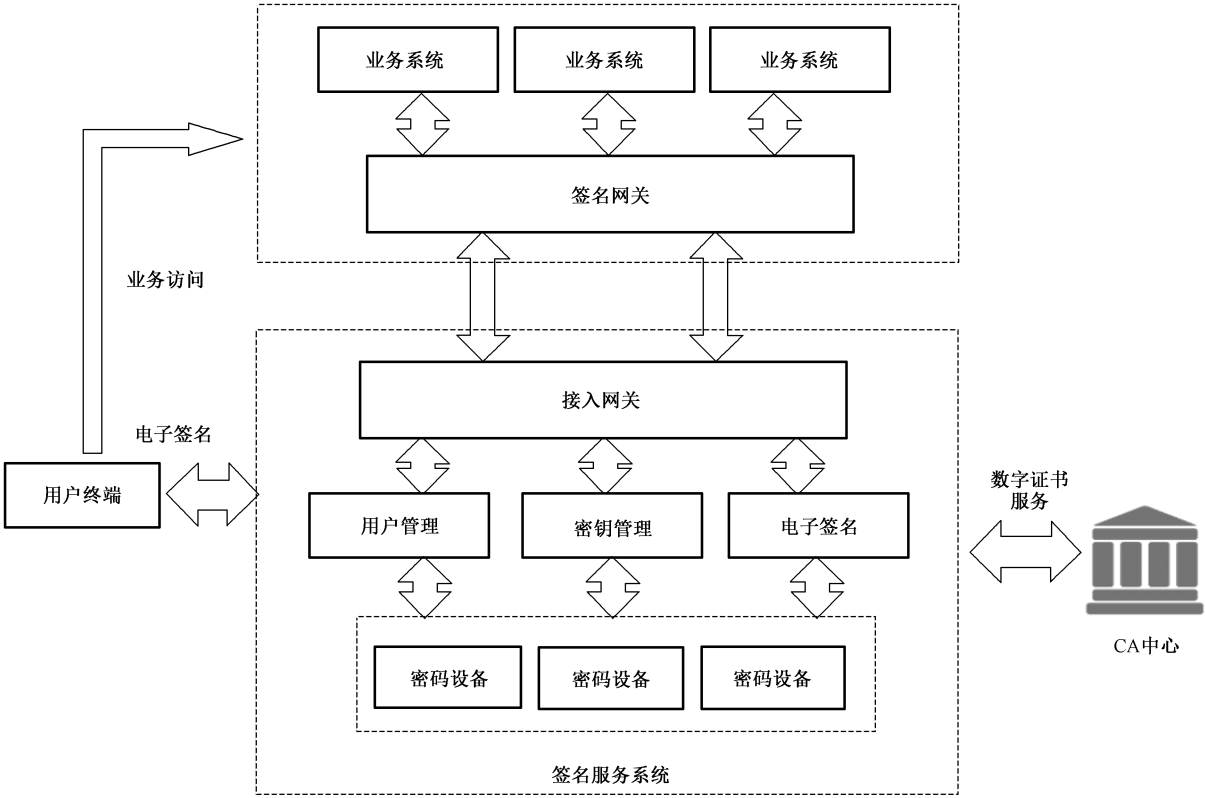 业务系统
业务系统
业务系统
签名网关
业务访问
接入网关
电子签名
用户终端
用户管理
密钥管理
电子签名
数字证书
服务
CA中心
密码设备
密码设备
密码设备
签名服务系统